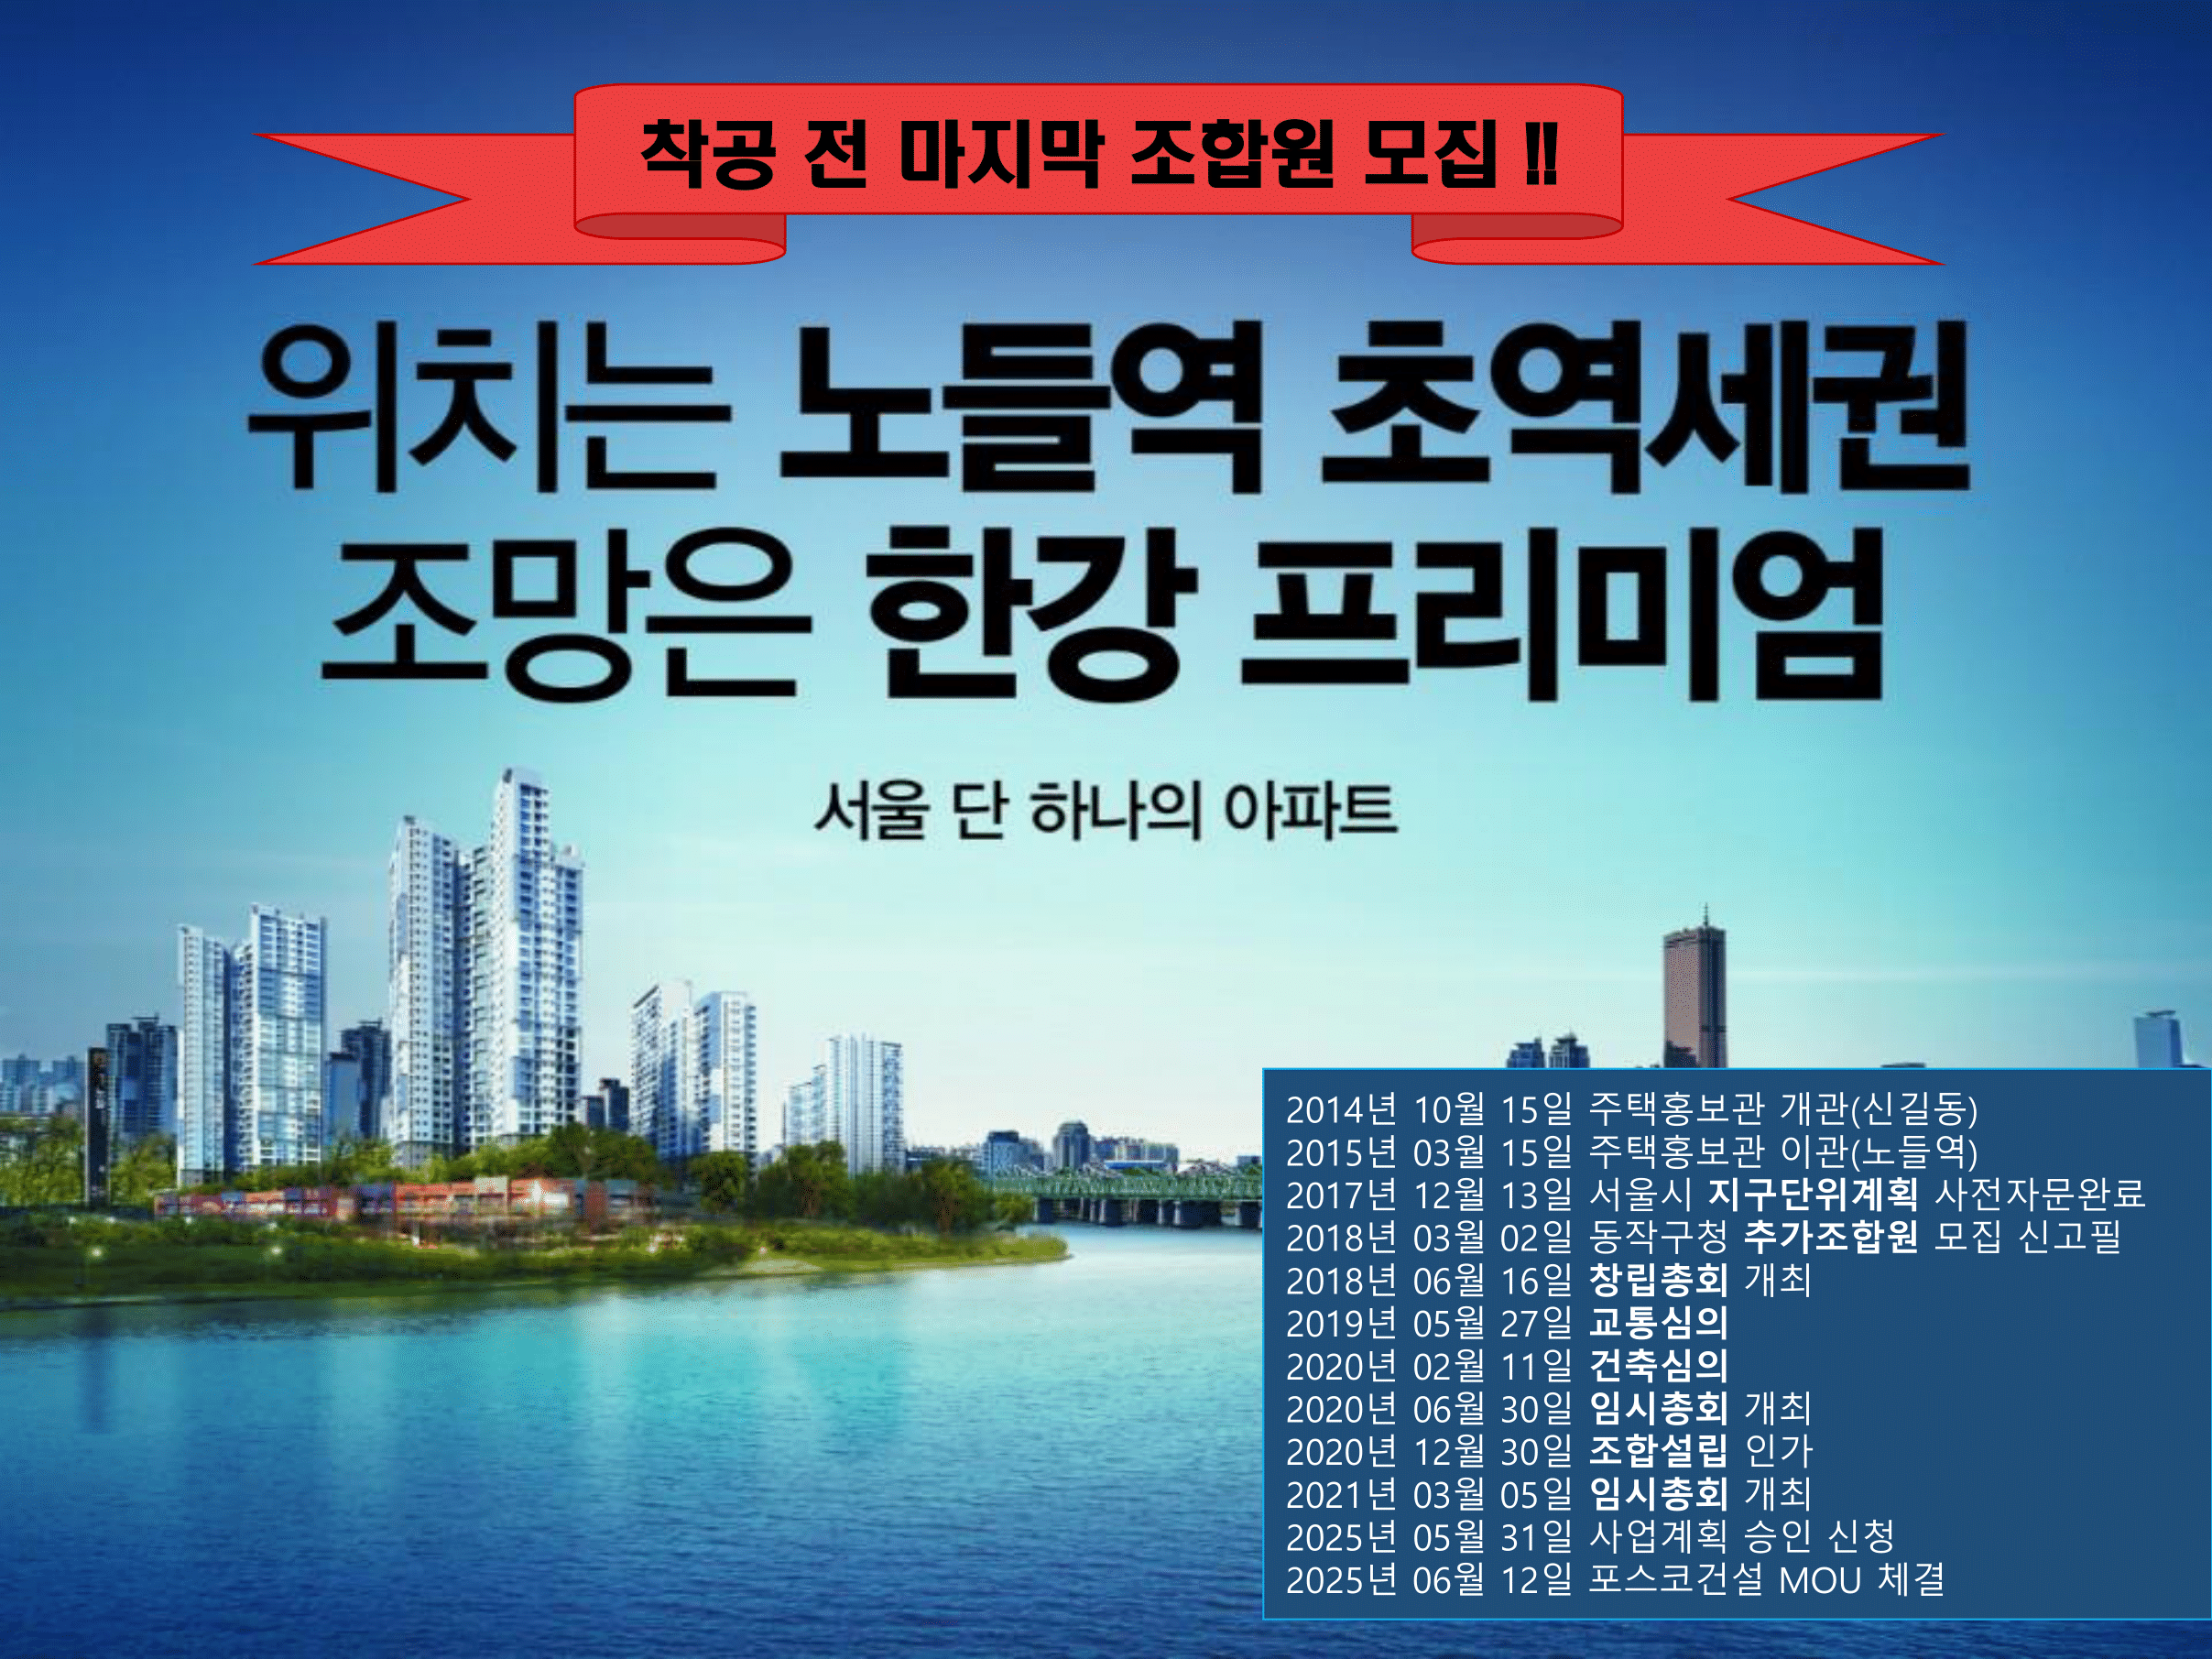 착공 전 마지막 조합원 모집 !!
위치는 노들역 초역세권
조망은 한강 프리미엄
서울 단 하나의 아파트
2014년 10월 15일 주택홍보관 개관(신길동)
2015년 03월 15일 주택홍보관 이관(노들역)
2017년 12월 13일 서울시 지구단위계획 사전자문완료
2018년 03월 02일 동작구청 추가조합원 모집 신고필
2018년 06월 16일 창립총회 개최
2019년 05월 27일 교통심의
2020년 02월 11일 건축심의
2020년 06월 30일 임시총회 개최
2020년 12월 30일 조합설립 인가
2021년 03월 05일 임시총회 개최
2025년 05월 31일 사업계획 승인 신청
2025년 06월 12일 포스코건설 MOU 체결